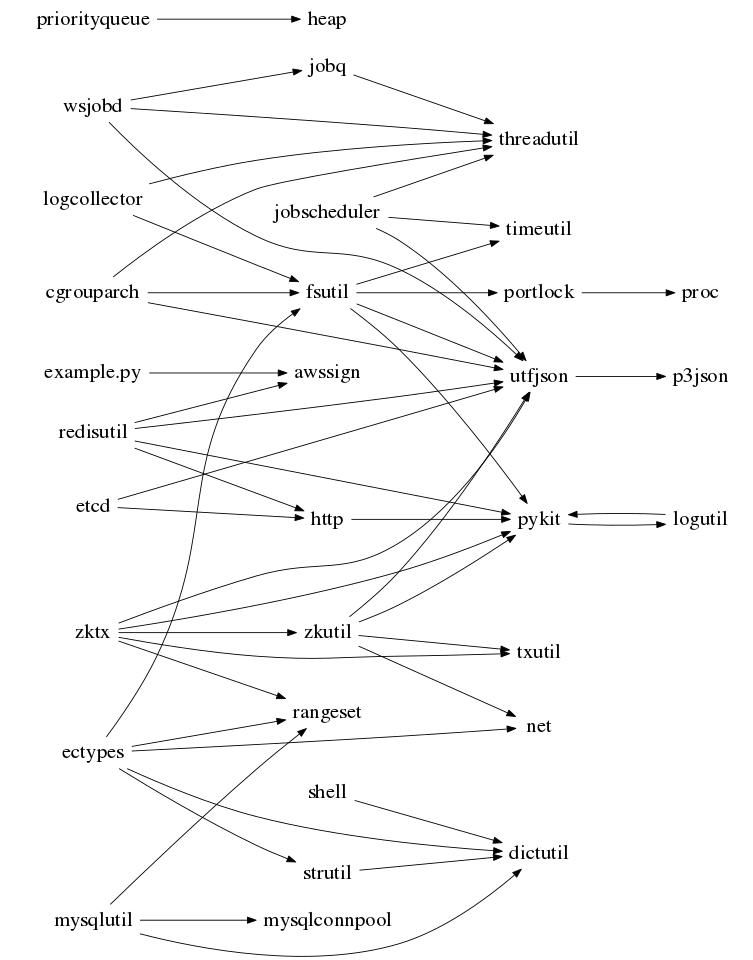 priorityqueue
heap
jobq
wsjobd
threadutil
logcollector
jobscheduler
timeutil
cgrouparch
fsutil
portlock
proc
example.py
awssign
utfjson
p3json
redisutil
etcd
http
pykit
logutil
zktx
zkutil
txutil
rangeset
net
ectypes
shell
dictutil
strutil
mysqlutil
mysqlconnpool